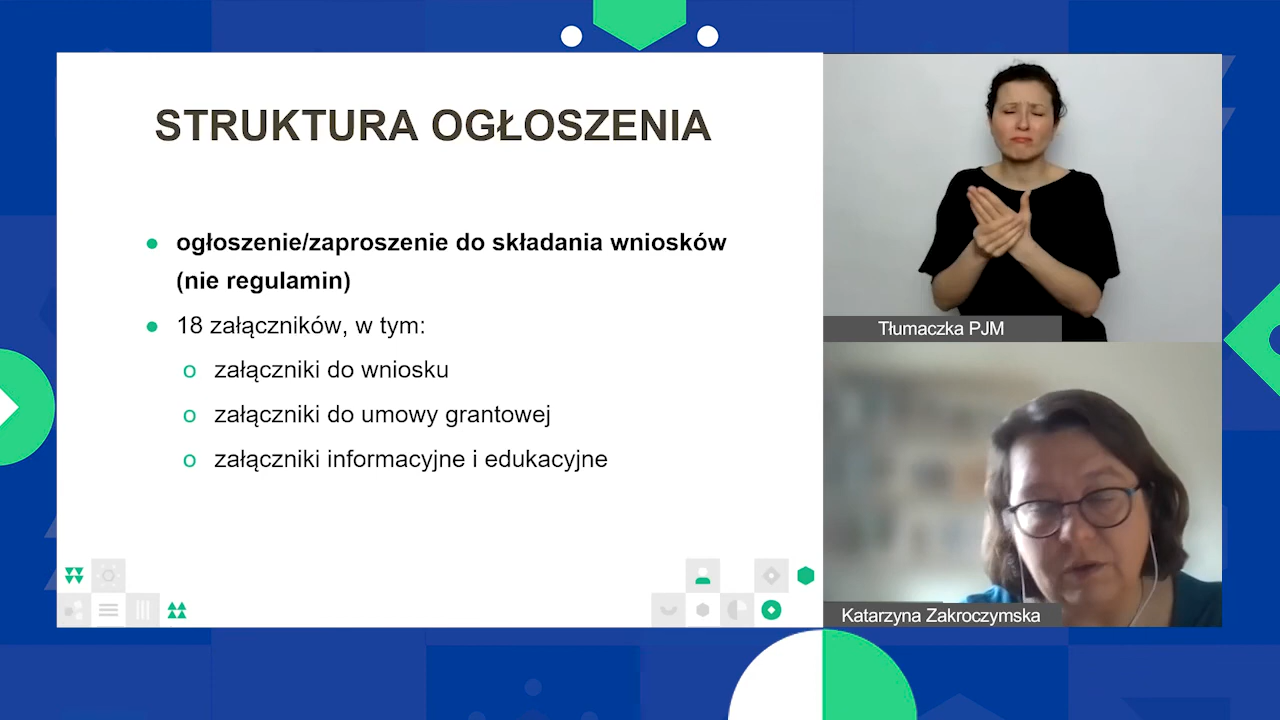 STRUKTURA OGŁOSZENIA
ogłoszenie/zaproszenie do składania wniosków
(nie regulamin)
18 załączników, w tym:
załączniki do wniosku
załączniki do umowy grantowej
załączniki informacyjne i edukacyjne
Tłumaczka PJM
Katarzyna Zakroczymska